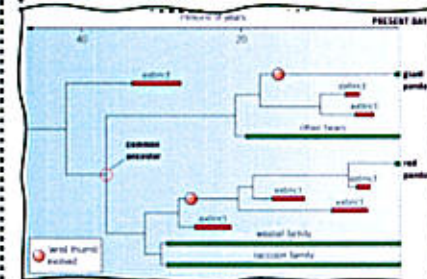 millions of years
PRESENT DAY
40
20
extinct
giant
panda
extinct
extinct
other bears
common
ancestor
red
panda
extinct
extinct
extinct
extinct
weasel family
raccoon family
'false thumb'
evolved